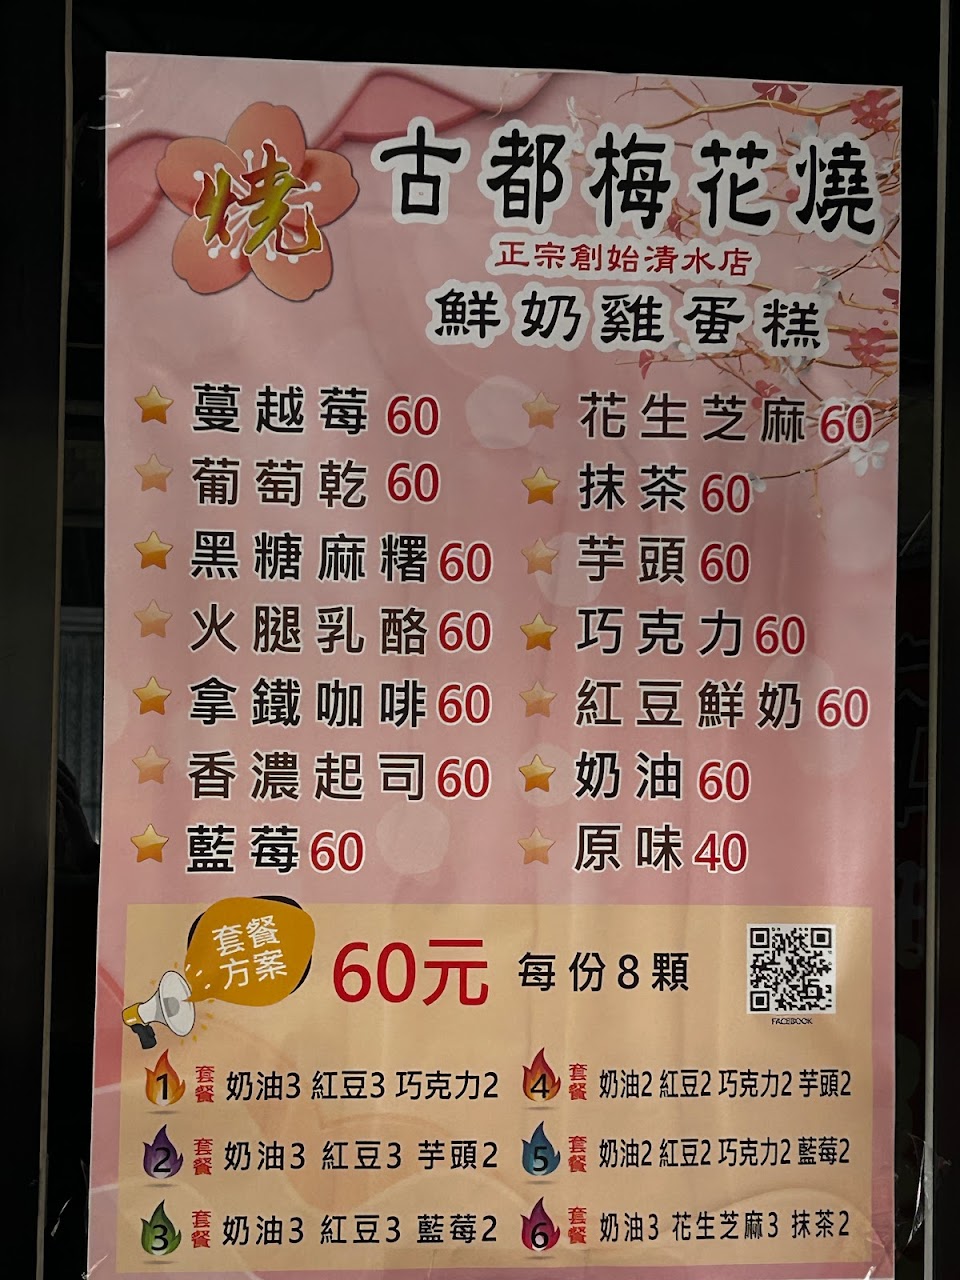 燒
古都梅花燒
正宗創始清水店
鮮奶雞蛋糕
蔓越莓 60
葡萄乾 60
黑糖麻糬 60
火腿乳酪 60
拿鐵咖啡 60
香濃起司 60
藍莓 60
花生芝麻 60
抹茶 60
芋頭 60
巧克力 60
紅豆鮮奶 60
奶油 60
原味 40
套餐
方案
60元 每份8顆
FACEBOOK
1 套餐 奶油3 紅豆3 巧克力2
2 套餐 奶油3 紅豆3 芋頭2
3 套餐 奶油3 紅豆3 藍莓2
4 套餐 奶油2 紅豆2 巧克力2 芋頭2
5 套餐 奶油2 紅豆2 巧克力2 藍莓2
6 套餐 奶油3 花生芝麻3 抹茶2